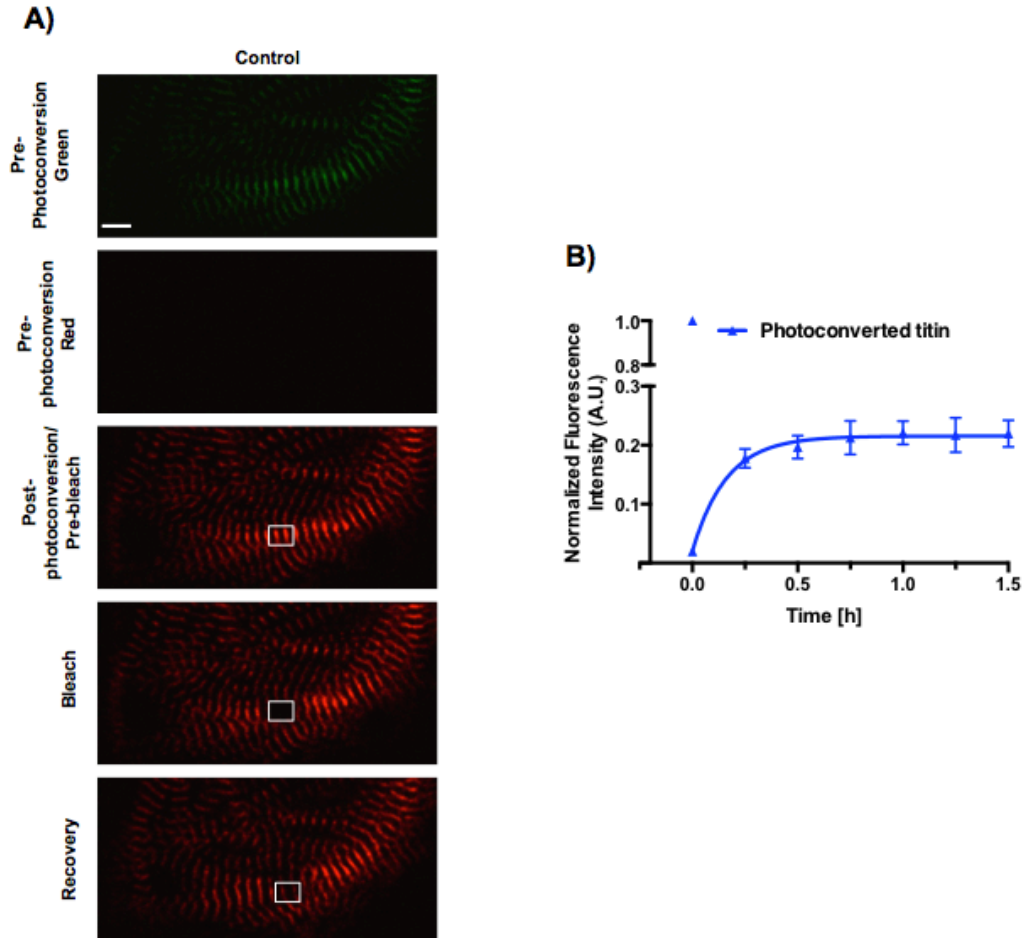 A)
Control
Pre-
Photoconversion
Green
Pre-
photoconversion
Red
Post-
photoconversion/
Pre-bleach
Bleach
Recovery
B)
Normalized Fluorescence
Intensity (A.U.)
1.0
0.8
0.3
0.2
0.1
Photoconverted titin
0.0 0.5 1.0 1.5
Time [h]